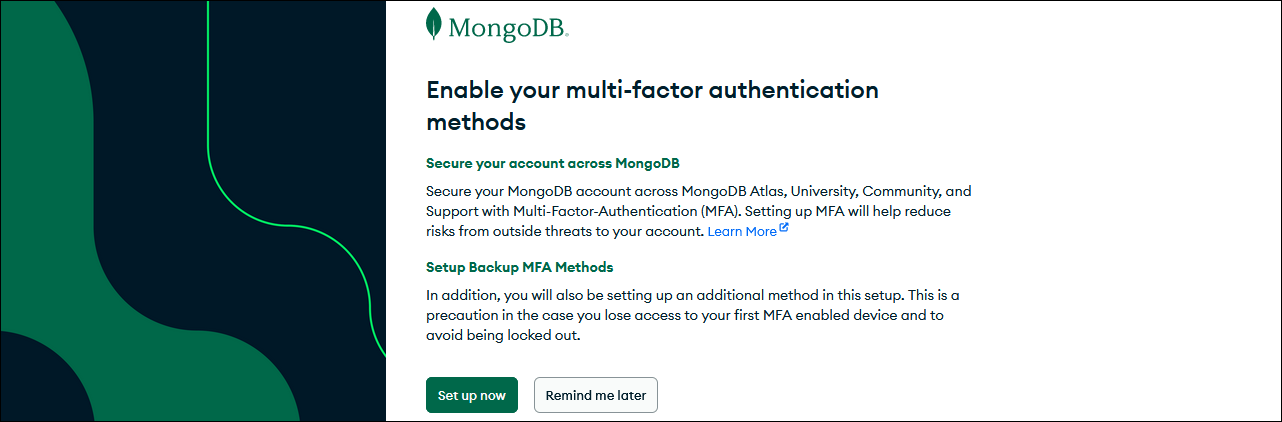 MongoDB.
Enable your multi-factor authentication
methods
Secure your account across MongoDB
Secure your MongoDB account across MongoDB Atlas, University, Community, and
Support with Multi-Factor-Authentication (MFA). Setting up MFA will help reduce
risks from outside threats to your account. Learn More
Setup Backup MFA Methods
In addition, you will also be setting up an additional method in this setup. This is a
precaution in the case you lose access to your first MFA enabled device and to
avoid being locked out.
Set up now Remind me later